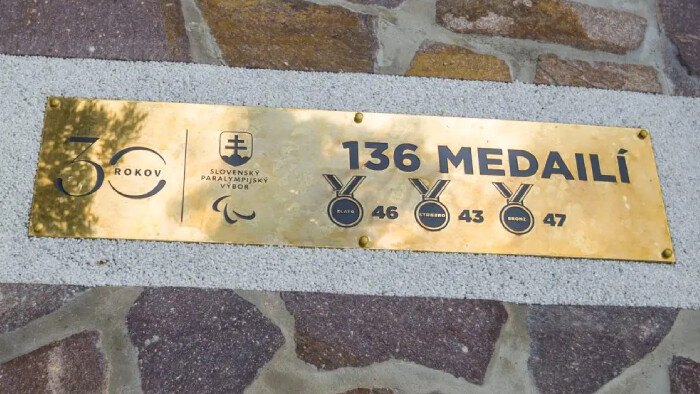 30 ROKOV
SLOVENSKÝ
PARALYMPIJSKÝ
VÝBOR
136 MEDAILÍ
ZLATO 46 STRIEBRO 43 BRONZ 47